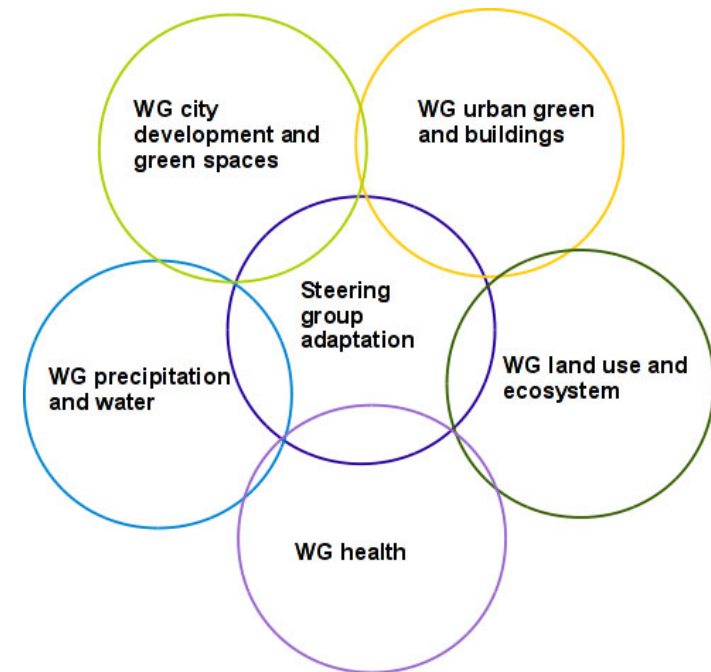 WG city
development and
green spaces
WG urban green
and buildings
Steering
group
adaptation
WG precipitation
and water
WG land use and
ecosystem
WG health